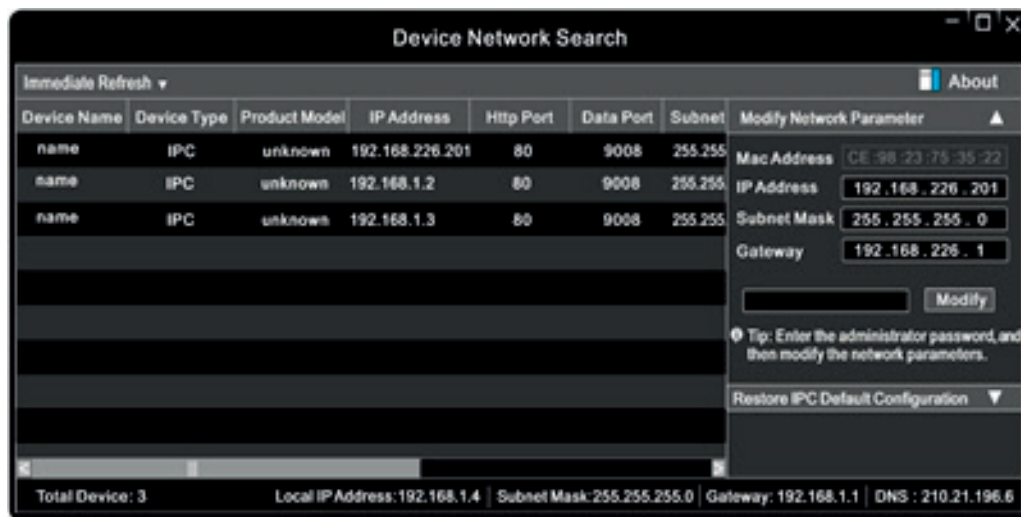 Device Network Search
Immediate Refresh ▼ About
Device Name Device Type Product Model IP Address Http Port Data Port Subnet Modify Network Parameter ▲
name IPC unknown 192.168.226.201 80 9008 255.255
name IPC unknown 192.168.1.2 80 9008 255.255.
name IPC unknown 192.168.1.3 80 9008 255.255.
Mac Address CE:98:23:75:35:22
IP Address 192.168.226.201
Subnet Mask 255.255.255.0
Gateway 192.168.226.1
Modify
Tip: Enter the administrator password, and
then modify the network parameters.
Restore IPC Default Configuration ▼
Total Device: 3 Local IP Address:192.168.1.4 Subnet Mask:255.255.255.0 Gateway: 192.168.1.1 DNS : 210.21.196.6